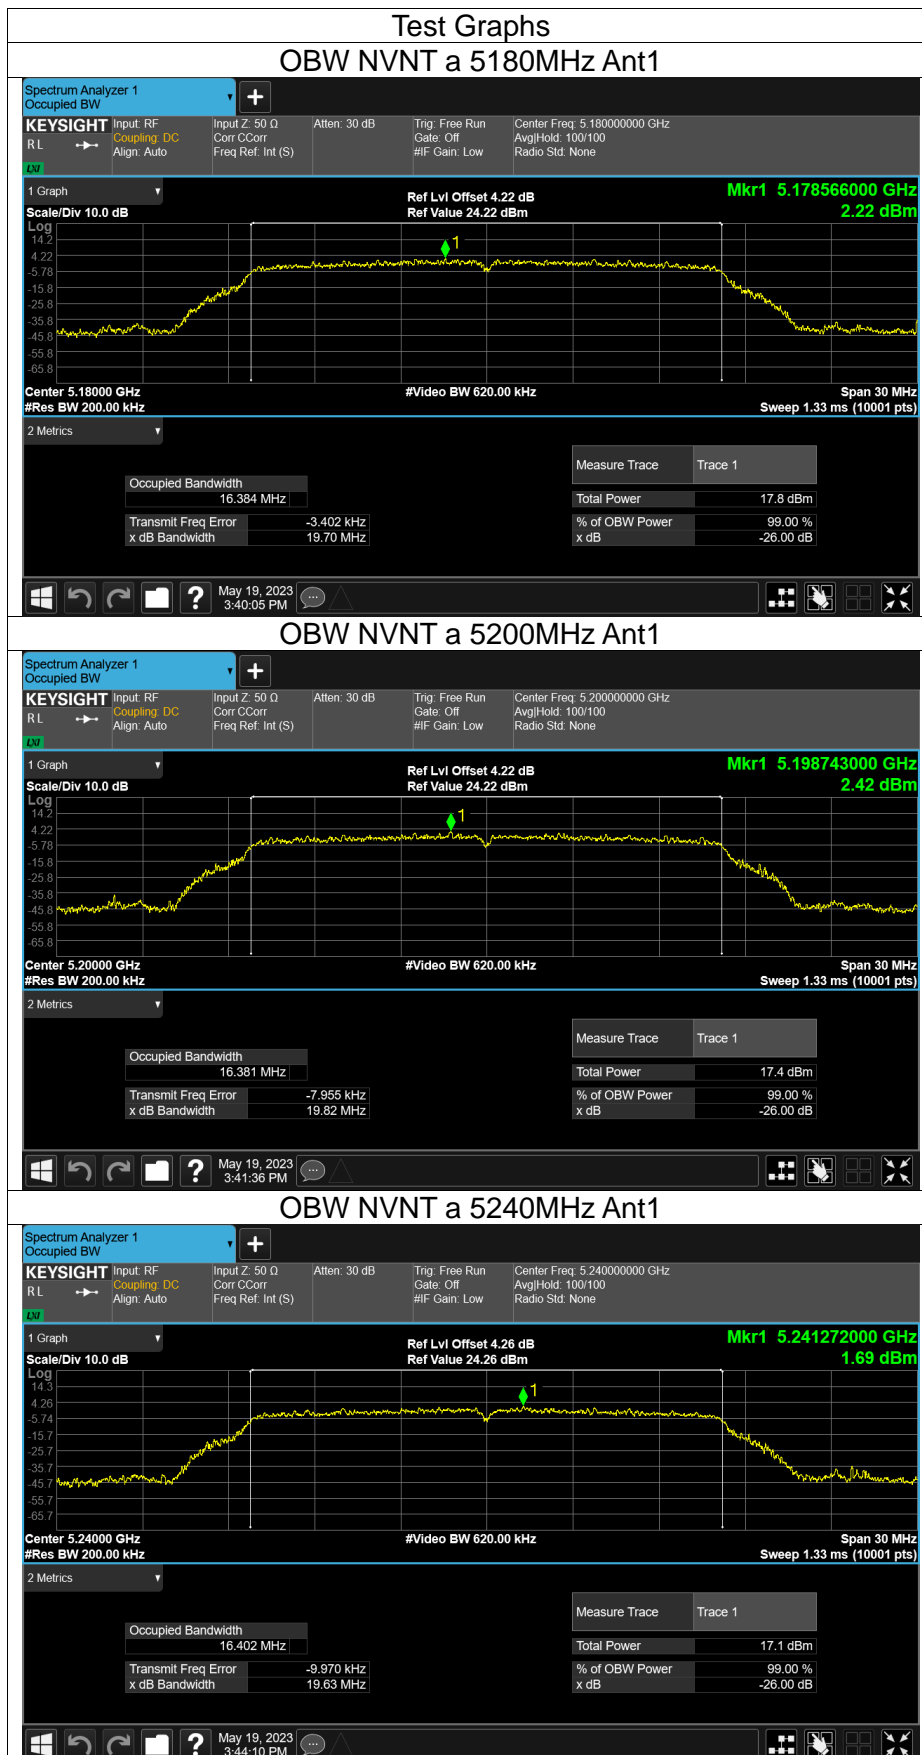 Test Graphs
OBW NVNT a 5180MHz Ant1
Spectrum Analyzer 1
Occupied BW
+
KEYSIGHT Input: RF Input Z: 50 Ω Atten: 30 dB Trig: Free Run Center Freq: 5.180000000 GHz
RL Coupling: DC Corr CCorr Gate: Off Avg|Hold: 100/100
Align: Auto Freq Ref: Int (S) #IF Gain: Low Radio Std: None
LXI
1 Graph Ref Lvl Offset 4.22 dB Mkr1 5.178566000 GHz
Scale/Div 10.0 dB Ref Value 24.22 dBm 2.22 dBm
Log
14.2
1
4.22
-5.78
-15.8
-25.8
-35.8
-45.8
-55.8
-65.8
Center 5.18000 GHz #Video BW 620.00 kHz Span 30 MHz
#Res BW 200.00 kHz Sweep 1.33 ms (10001 pts)
2 Metrics
Measure Trace Trace 1
Occupied Bandwidth
16.384 MHz Total Power 17.8 dBm
Transmit Freq Error -3.402 kHz % of OBW Power 99.00 %
x dB Bandwidth 19.70 MHz x dB -26.00 dB
? May 19, 2023
3:40:05 PM
OBW NVNT a 5200MHz Ant1
Spectrum Analyzer 1
Occupied BW
+
KEYSIGHT Input: RF Input Z: 50 Ω Atten: 30 dB Trig: Free Run Center Freq: 5.200000000 GHz
RL Coupling: DC Corr CCorr Gate: Off Avg|Hold: 100/100
Align: Auto Freq Ref: Int (S) #IF Gain: Low Radio Std: None
LXI
1 Graph Ref Lvl Offset 4.22 dB Mkr1 5.198743000 GHz
Scale/Div 10.0 dB Ref Value 24.22 dBm 2.42 dBm
Log
14.2
1
4.22
-5.78
-15.8
-25.8
-35.8
-45.8
-55.8
-65.8
Center 5.20000 GHz #Video BW 620.00 kHz Span 30 MHz
#Res BW 200.00 kHz Sweep 1.33 ms (10001 pts)
2 Metrics
Measure Trace Trace 1
Occupied Bandwidth
16.381 MHz Total Power 17.4 dBm
Transmit Freq Error -7.955 kHz % of OBW Power 99.00 %
x dB Bandwidth 19.82 MHz x dB -26.00 dB
? May 19, 2023
3:41:36 PM
OBW NVNT a 5240MHz Ant1
Spectrum Analyzer 1
Occupied BW
+
KEYSIGHT Input: RF Input Z: 50 Ω Atten: 30 dB Trig: Free Run Center Freq: 5.240000000 GHz
RL Coupling: DC Corr CCorr Gate: Off Avg|Hold: 100/100
Align: Auto Freq Ref: Int (S) #IF Gain: Low Radio Std: None
LXI
1 Graph Ref Lvl Offset 4.26 dB Mkr1 5.241272000 GHz
Scale/Div 10.0 dB Ref Value 24.26 dBm 1.69 dBm
Log
14.3
1
4.26
-5.74
-15.7
-25.7
-35.7
-45.7
-55.7
-65.7
Center 5.24000 GHz #Video BW 620.00 kHz Span 30 MHz
#Res BW 200.00 kHz Sweep 1.33 ms (10001 pts)
2 Metrics
Measure Trace Trace 1
Occupied Bandwidth
16.402 MHz Total Power 17.1 dBm
Transmit Freq Error -9.970 kHz % of OBW Power 99.00 %
x dB Bandwidth 19.63 MHz x dB -26.00 dB
? May 19, 2023
3:44:10 PM